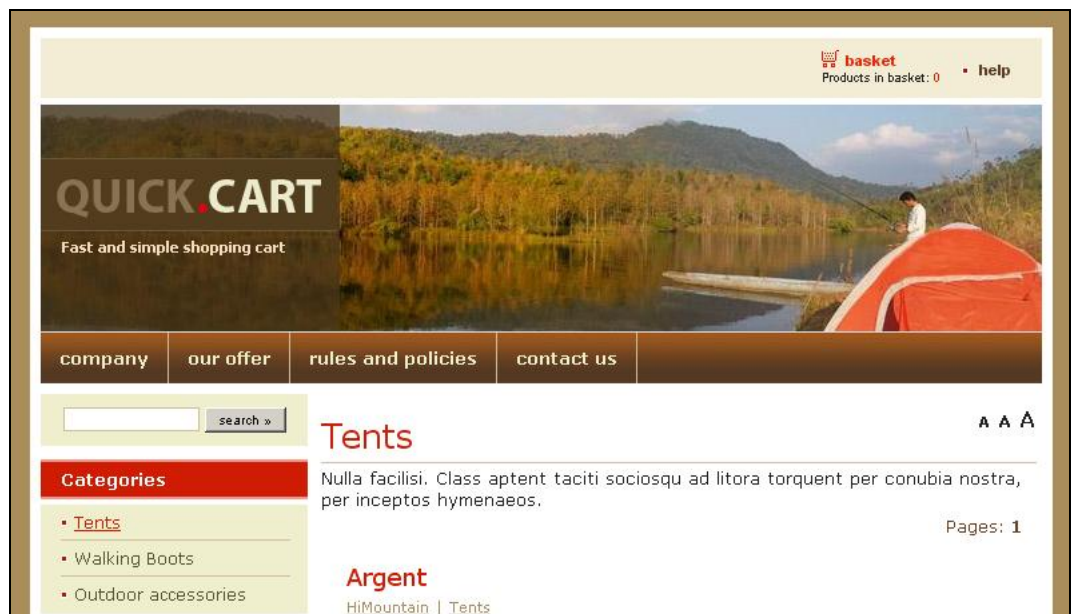 basket
Products in basket: 0
help
QUICK.CART
Fast and simple shopping cart
company
our offer
rules and policies
contact us
search »
A A A
Tents
Categories
Nulla facilisi. Class aptent taciti sociosqu ad litora torquent per conubia nostra,
per inceptos hymenaeos.
Tents
Pages: 1
Walking Boots
Argent
Outdoor accessories
HiMountain | Tents